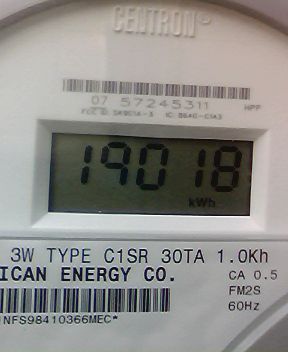 CENTRON
07 57245311 HPP
19018
kWh
3W TYPE C1SR 30TA 1.0Kh
ICAN ENERGY CO.
CA 0.5
FM2S
60Hz
NFS98410366MEC*